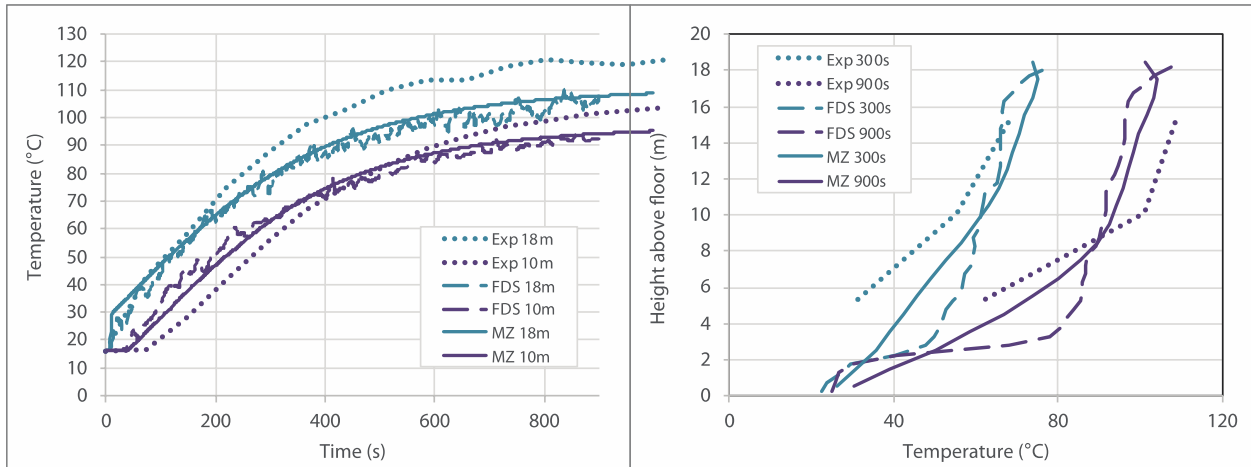 130
120
110
100
90
80
70
60
50
40
30
20
10
0
Temperature (°C)
0
200
400
600
800
Time (s)
Exp 18m
Exp 10m
FDS 18m
FDS 10m
MZ 18m
MZ 10m
20
18
16
14
12
10
8
6
4
2
0
Height above floor (m)
0
40
80
120
Temperature (°C)
Exp 300s
Exp 900s
FDS 300s
FDS 900s
MZ 300s
MZ 900s